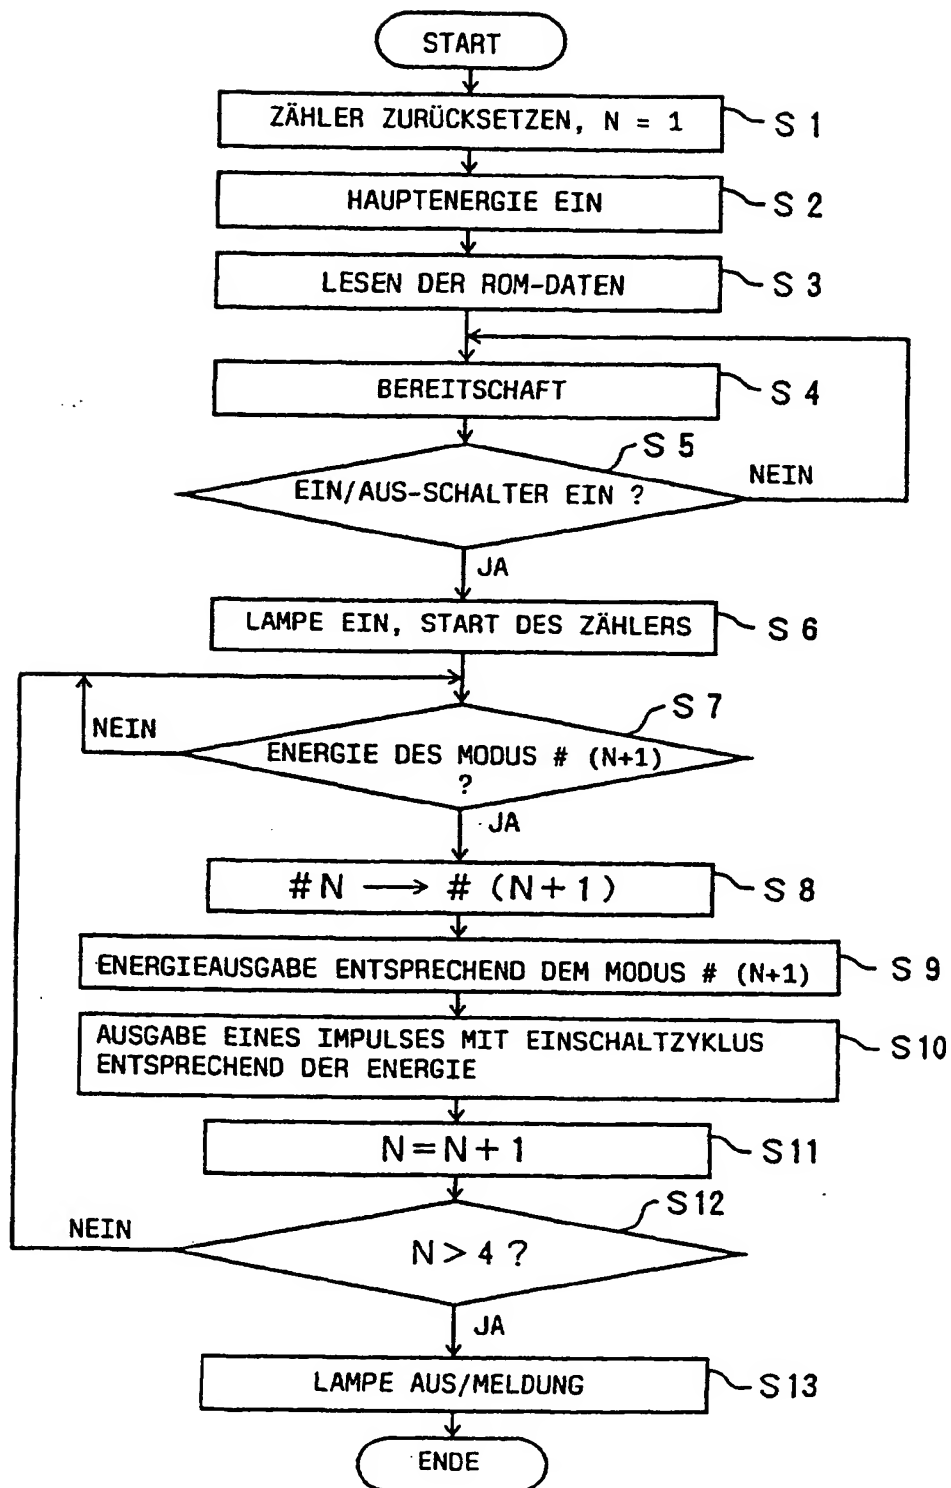 START
ZÄHLER ZURÜCKSETZEN, N = 1
S 1
HAUPTENERGIE EIN
S 2
LESEN DER ROM-DATEN
S 3
BEREITSCHAFT
S 4
S 5
EIN/AUS-SCHALTER EIN ?
NEIN
JA
LAMPE EIN, START DES ZÄHLERS
S 6
S 7
NEIN
ENERGIE DES MODUS # (N+1)
?
JA
#N → # (N+1)
S 8
ENERGIEAUSGABE ENTSPRECHEND DEM MODUS # (N+1)
S 9
AUSGABE EINES IMPULSES MIT EINSCHALTZYKLUS
ENTSPRECHEND DER ENERGIE
S10
N=N+1
S11
S12
NEIN
N>4 ?
JA
LAMPE AUS/MELDUNG
S13
ENDE